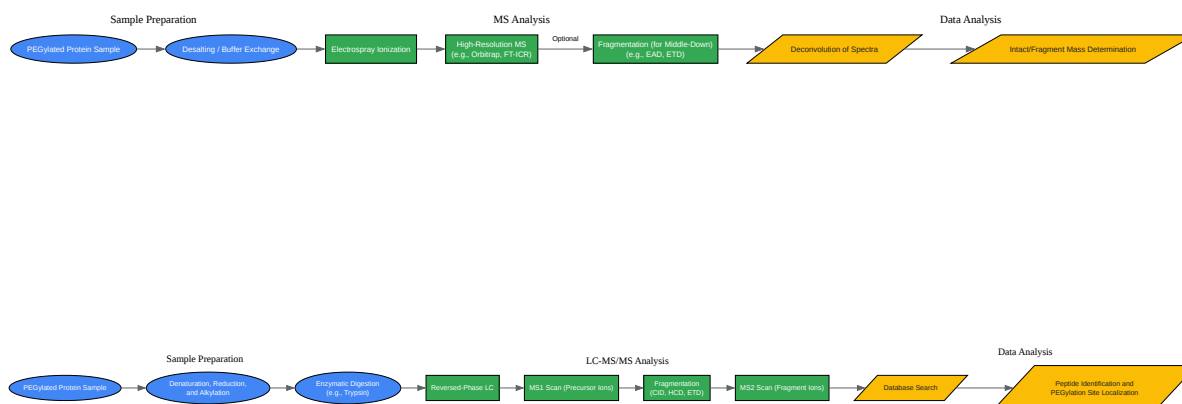 Sample Preparation
MS Analysis
Data Analysis
PEGylated Protein Sample
Desalting / Buffer Exchange
Electrospray Ionization
High-Resolution MS
(e.g., Orbitrap, FT-ICR)
Optional
Fragmentation (for Middle-Down)
(e.g., EAD, ETD)
Deconvolution of Spectra
Intact/Fragment Mass Determination
Sample Preparation
LC-MS/MS Analysis
Data Analysis
PEGylated Protein Sample
Denaturation, Reduction,
and Alkylation
Enzymatic Digestion
(e.g., Trypsin)
Reversed-Phase LC
MS1 Scan (Precursor Ions)
Fragmentation
(CID, HCD, ETD)
MS2 Scan (Fragment Ions)
Database Search
Peptide Identification and
PEGylation Site Localization